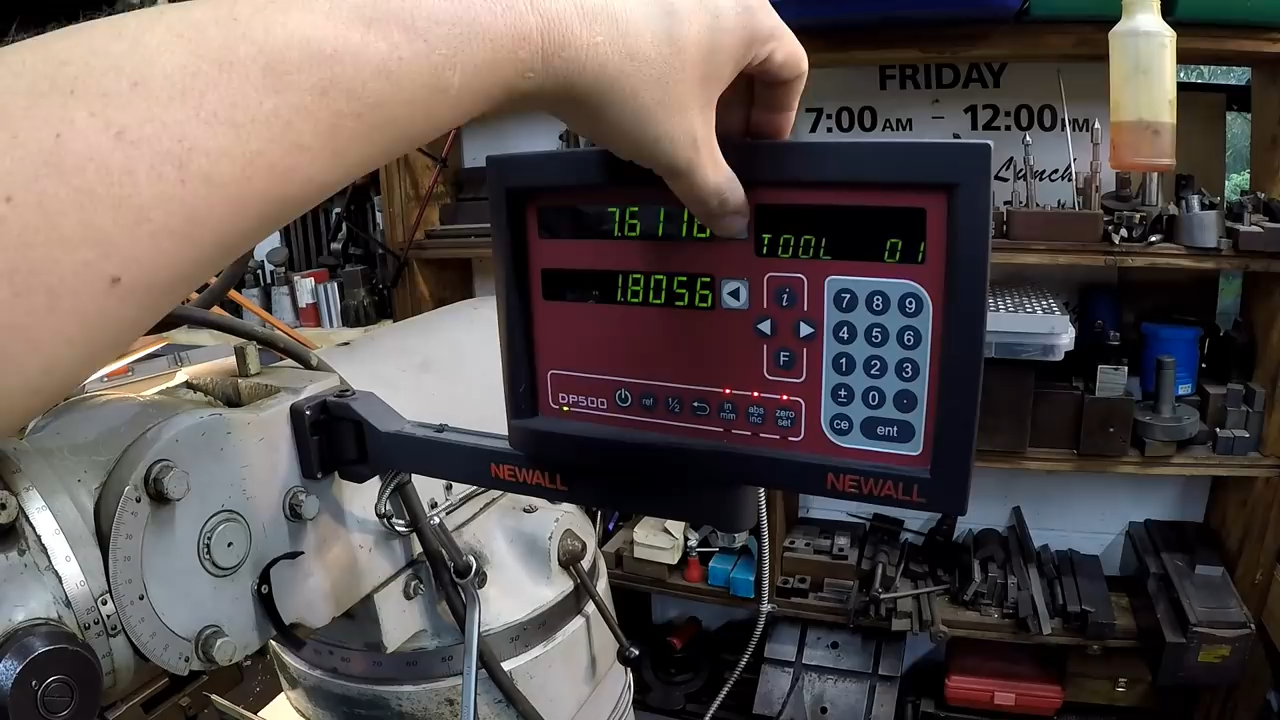 FRIDAY
7:00 AM - 12:00 PM
Lunch
7.6110
TOOL 01
1.8056
i
F
7 8 9
4 5 6
1 2 3
± 0 .
ce ent
DP500
ref
1/2
in mm
abs inc
zero set
NEWALL
NEWALL